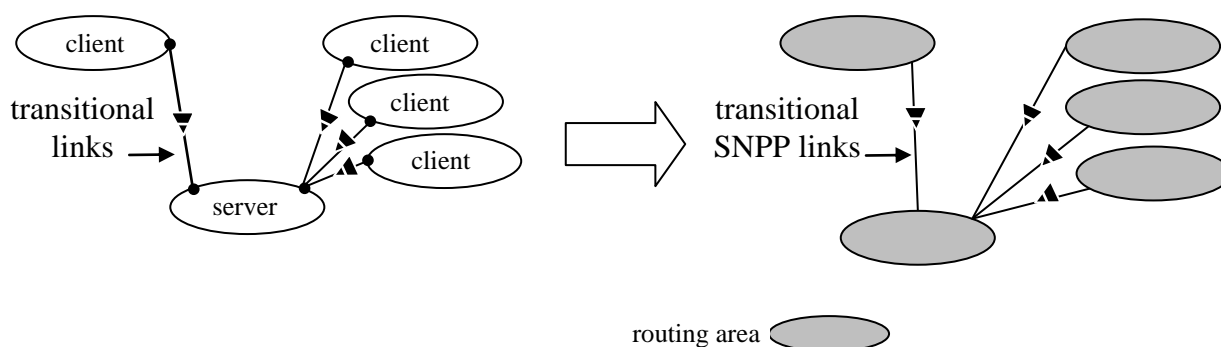 client
client
client
client
transitional
links
server
transitional
SNPP links
routing area